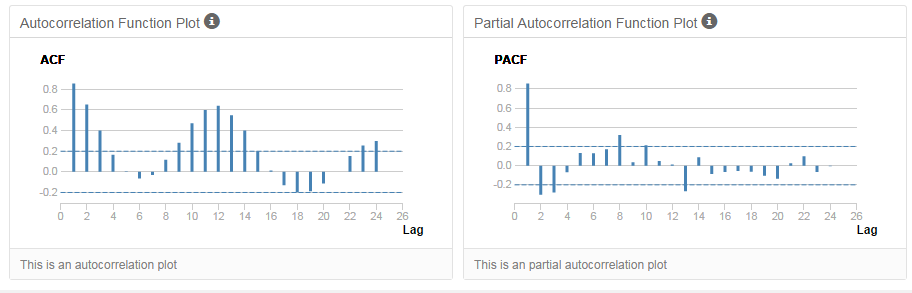 Autocorrelation Function Plot
ACF
0.8
0.6
0.4
0.2
0.0
-0.2
0 2 4 6 8 10 12 14 16 18 20 22 24 26
Lag
This is an autocorrelation plot
Partial Autocorrelation Function Plot
PACF
0.8
0.6
0.4
0.2
0.0
-0.2
0 2 4 6 8 10 12 14 16 18 20 22 24 26
Lag
This is an partial autocorrelation plot